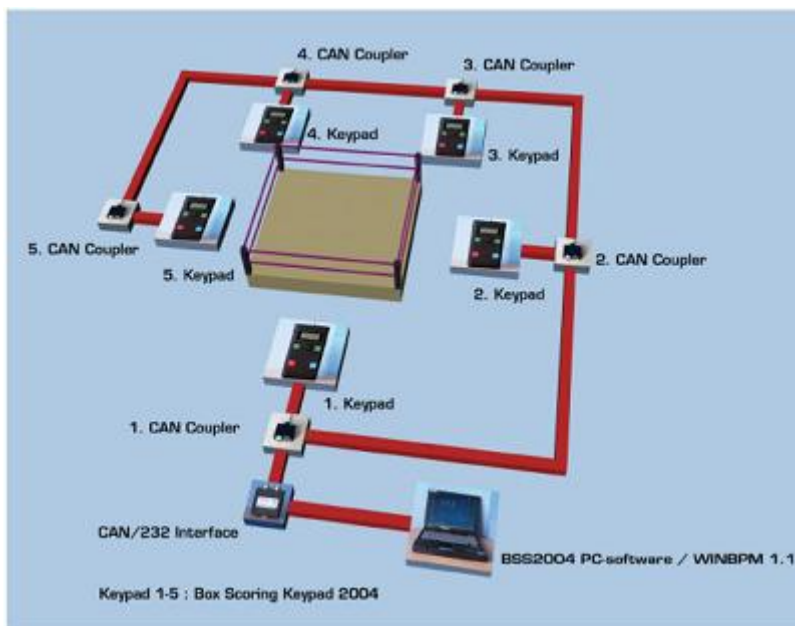 4. CAN Coupler
3. CAN Coupler
4. Keypad
3. Keypad
5. CAN Coupler
5. Keypad
2. CAN Coupler
2. Keypad
1. Keypad
1. CAN Coupler
CAN/232 Interface
BSS2004 PC-software / WINBPM 1.1
Keypad 1-5 : Box Scoring Keypad 2004